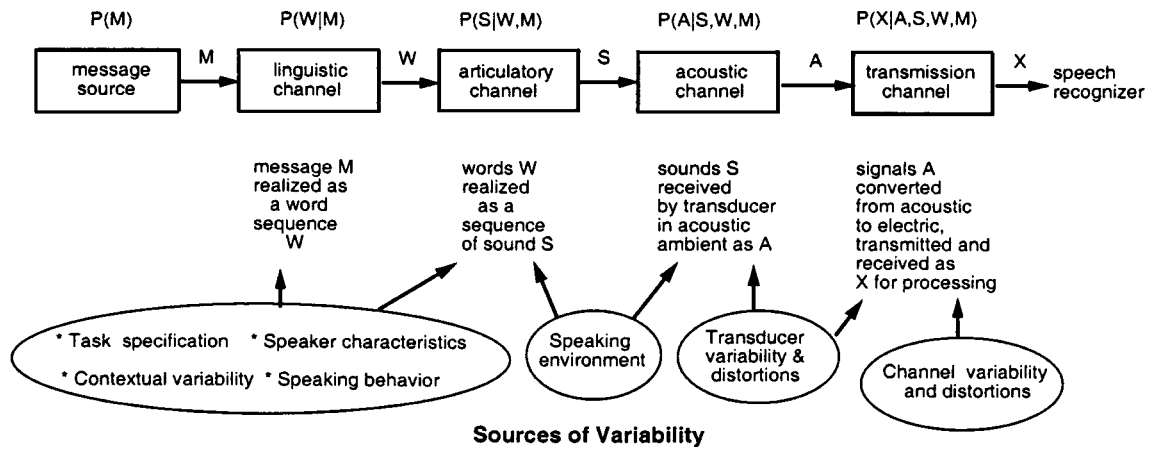 P(M)
P(W|M)
P(S|W,M)
P(A|S,W,M)
P(X|A,S,W,M)
message
source
M
linguistic
channel
W
articulatory
channel
S
acoustic
channel
A
transmission
channel
X
speech
recognizer
message M
realized as
a word
sequence
W
words W
realized
as a
sequence
of sound S
sounds S
received
by transducer
in acoustic
ambient as A
signals A
converted
from acoustic
to electric,
transmitted and
received as
X for processing
* Task specification
* Speaker characteristics
* Contextual variability
* Speaking behavior
Speaking
environment
Transducer
variability &
distortions
Channel variability
and distortions
Sources of Variability